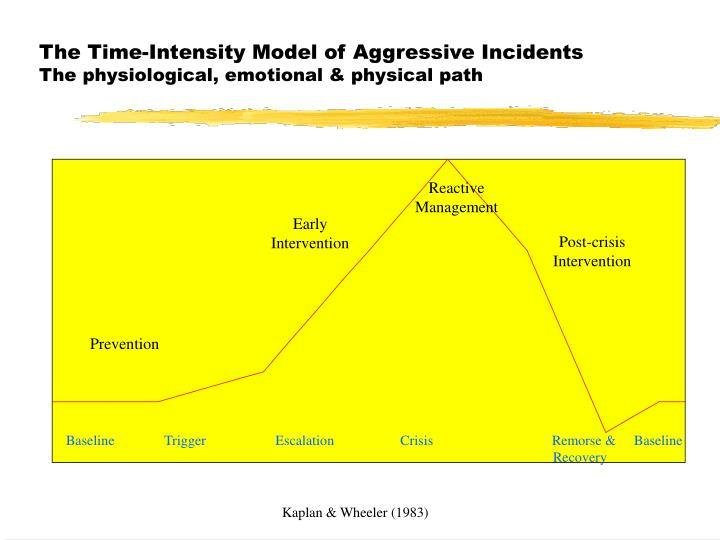 The Time-Intensity Model of Aggressive Incidents
The physiological, emotional & physical path
Reactive
Management
Early
Intervention
Post-crisis
Intervention
Prevention
Baseline Trigger Escalation Crisis Remorse & Baseline
Recovery
Kaplan & Wheeler (1983)